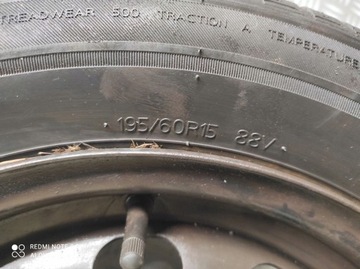 TREADWEAR 500 TRACTION A TEMPERATURE
195/60R15 88V
REDMI NOTE